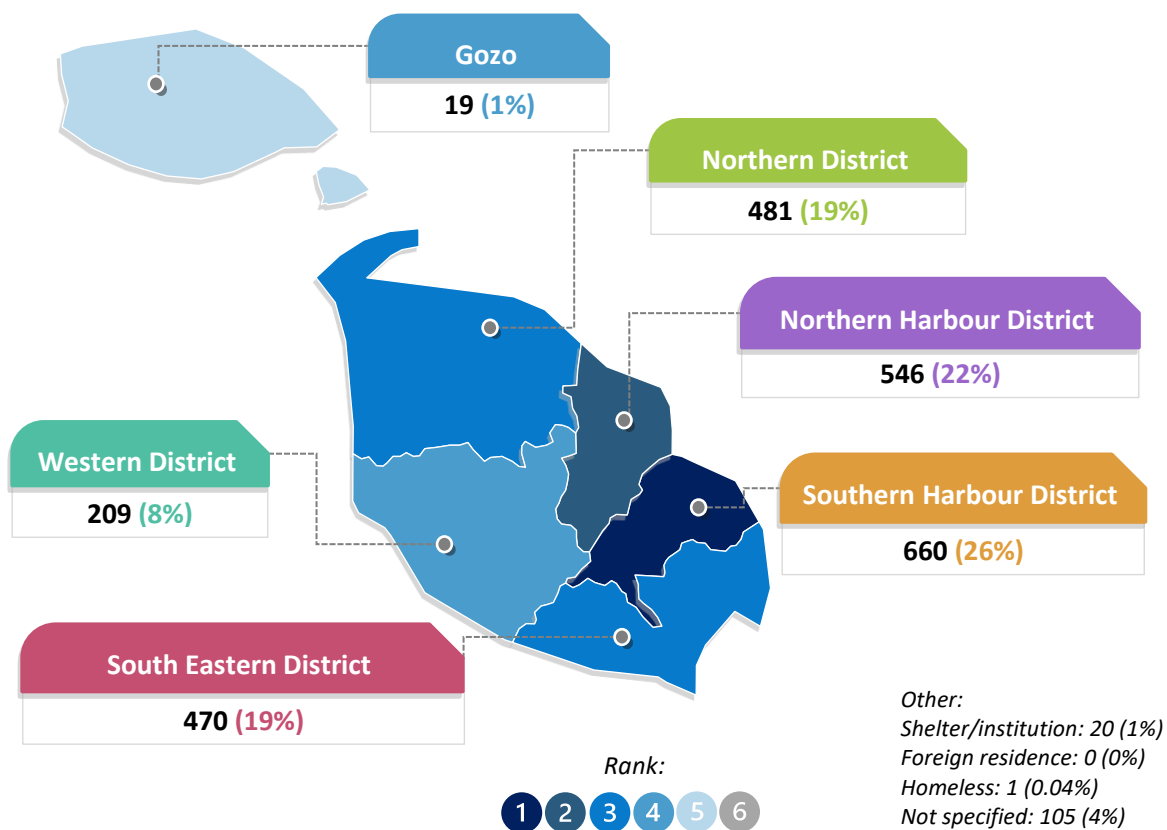 Gozo
19 (1%)
Northern District
481 (19%)
Northern Harbour District
546 (22%)
Western District
209 (8%)
Southern Harbour District
660 (26%)
South Eastern District
470 (19%)
Other:
Shelter/institution: 20 (1%)
Foreign residence: 0 (0%)
Homeless: 1 (0.04%)
Not specified: 105 (4%)
Rank:
1 2 3 4 5 6